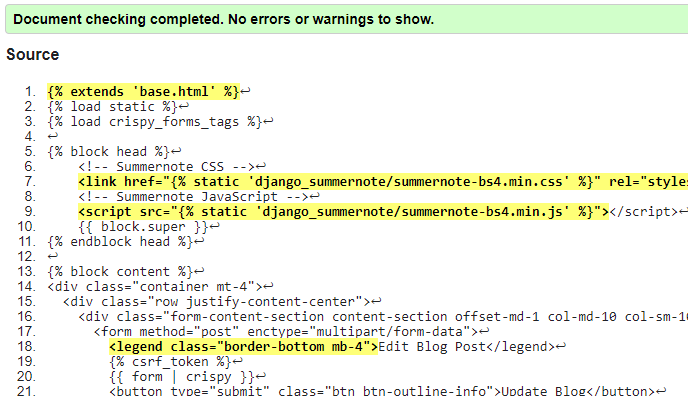 Document checking completed. No errors or warnings to show.
Source
1. {% extends 'base.html' %}↩
2. {% load static %}↩
3. {% load crispy_forms_tags %}↩
4. ↩
5. {% block head %}↩
6. <!-- Summernote CSS -->↩
7. <link href="{% static 'django_summernote/summernote-bs4.min.css' %}" rel="styles
8. <!-- Summernote JavaScript -->↩
9. <script src="{% static 'django_summernote/summernote-bs4.min.js' %}"></script>↩
10. {{ block.super }}↩
11. {% endblock head %}↩
12. ↩
13. {% block content %}↩
14. <div class="container mt-4">↩
15. <div class="row justify-content-center">↩
16. <div class="form-content-section content-section offset-md-1 col-md-10 col-sm-10
17. <form method="post" enctype="multipart/form-data">↩
18. <legend class="border-bottom mb-4">Edit Blog Post</legend>↩
19. {% csrf_token %}↩
20. {{ form | crispy }}↩
21. <button type="submit" class="btn btn-outline-info">Update Blog</button>↩